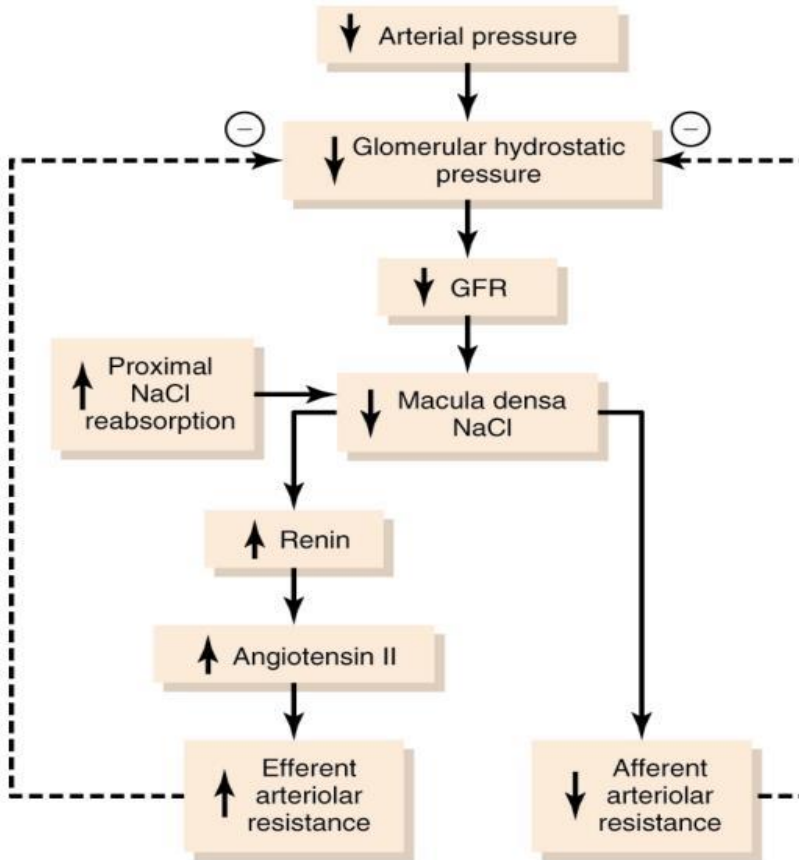 ↓ Arterial pressure
−
−
↓ Glomerular hydrostatic
pressure
↓ GFR
↑ Proximal
NaCl
reabsorption
↓ Macula densa
NaCl
↑ Renin
↑ Angiotensin II
↑ Efferent
arteriolar
resistance
↓ Afferent
arteriolar
resistance